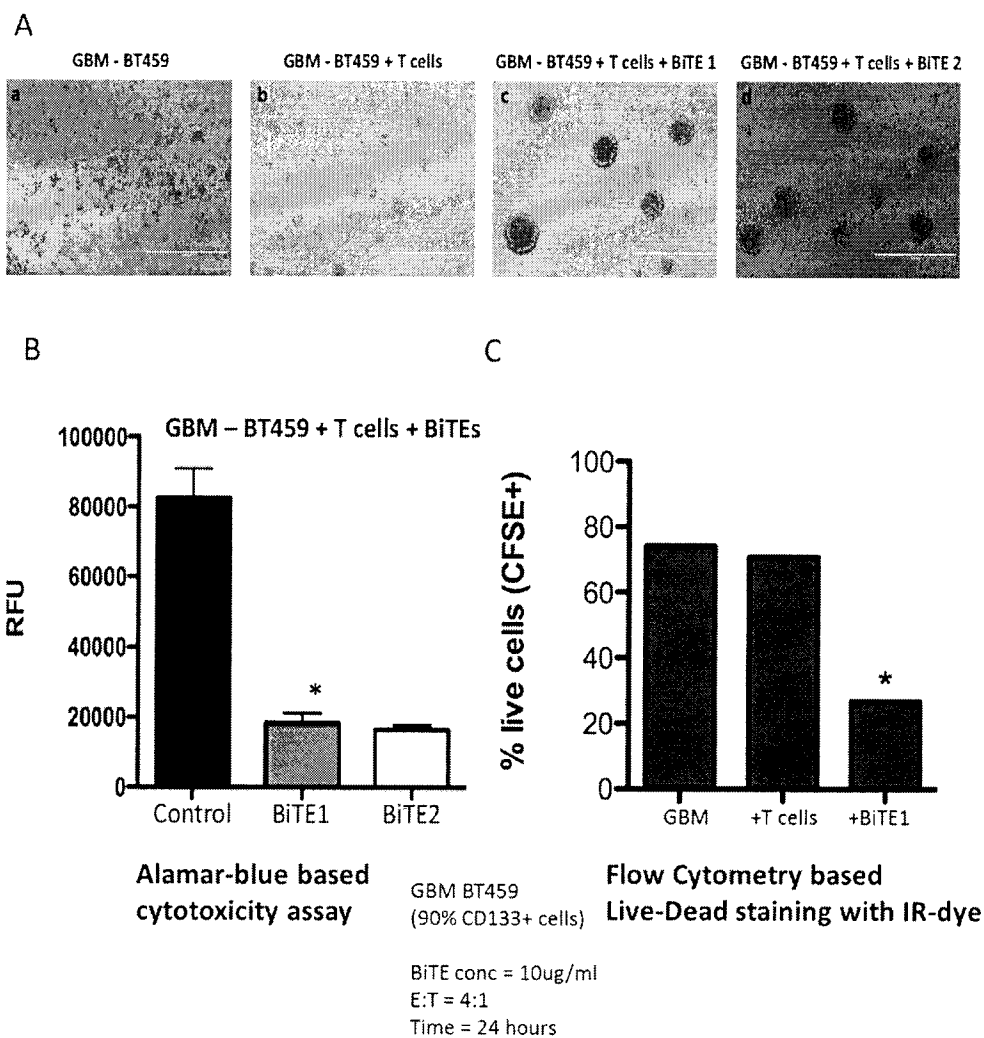 A
GBM - BT459
GBM - BT459 + T cells
GBM - BT459 + T cells + BiTE 1
GBM - BT459 + T cells + BiTE 2
a
b
c
d
B
GBM – BT459 + T cells + BiTEs
RFU
100000
80000
60000
40000
20000
0
*
Control
BiTE1
BiTE2
Alamar-blue based
cytotoxicity assay
C
% live cells (CFSE+)
100
80
60
40
20
0
*
GBM
+T cells
+BiTE1
Flow Cytometry based
Live-Dead staining with IR-dye
GBM BT459
(90% CD133+ cells)
BiTE conc = 10ug/ml
E:T = 4:1
Time = 24 hours